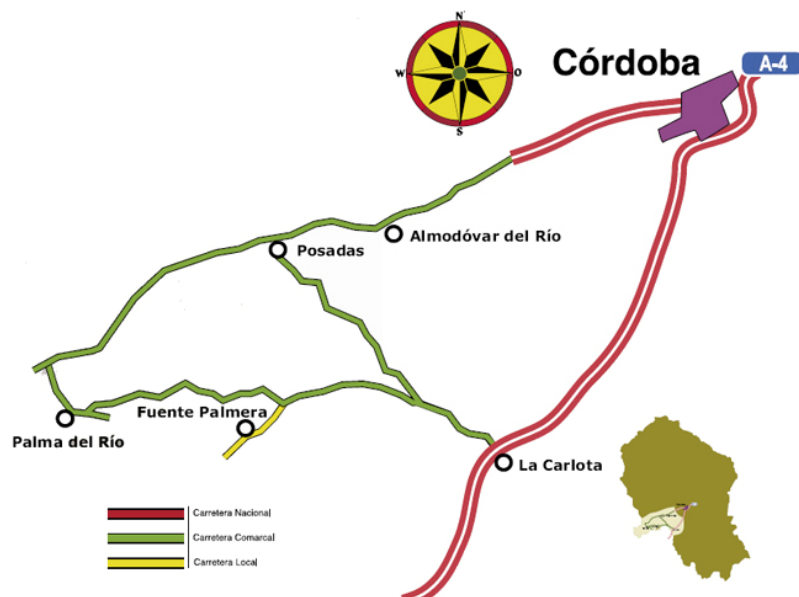 N
W
O
S
Córdoba
A-4
Almodóvar del Río
Posadas
Fuente Palmera
Palma del Río
La Carlota
Carretera Nacional
Carretera Comarcal
Carretera Local